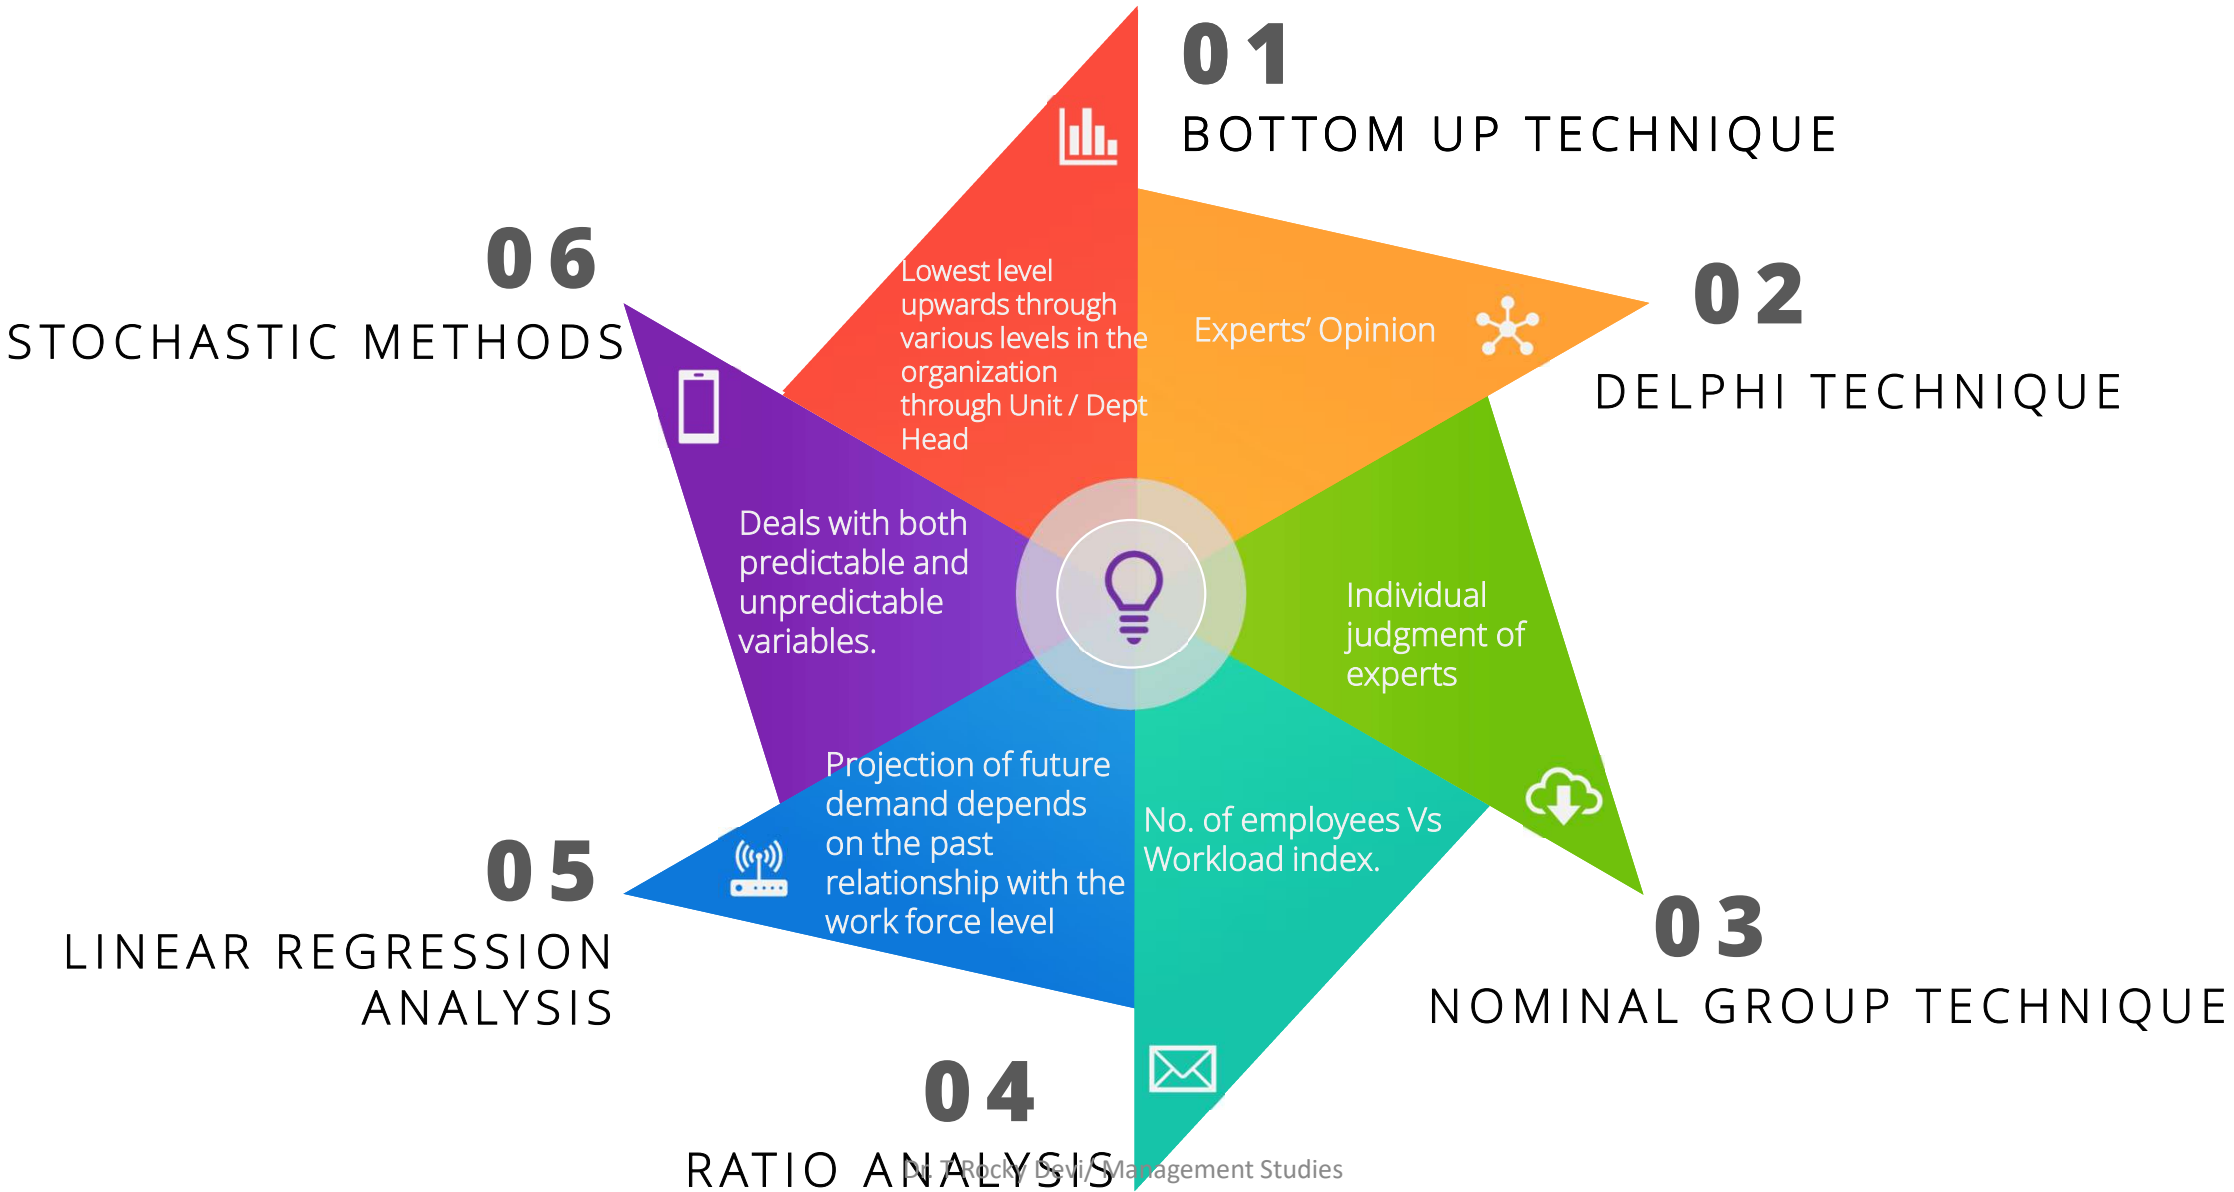 01
BOTTOM UP TECHNIQUE
Lowest level
upwards through
various levels in the
organization
through Unit / Dept
Head
02
DELPHI TECHNIQUE
Experts’ Opinion
03
NOMINAL GROUP TECHNIQUE
Individual
judgment of
experts
04
RATIO ANALYSIS
No. of employees Vs
Workload index.
05
LINEAR REGRESSION
ANALYSIS
Projection of future
demand depends
on the past
relationship with the
work force level
06
STOCHASTIC METHODS
Deals with both
predictable and
unpredictable
variables.
Dr. T Rocky Devi/ Management Studies